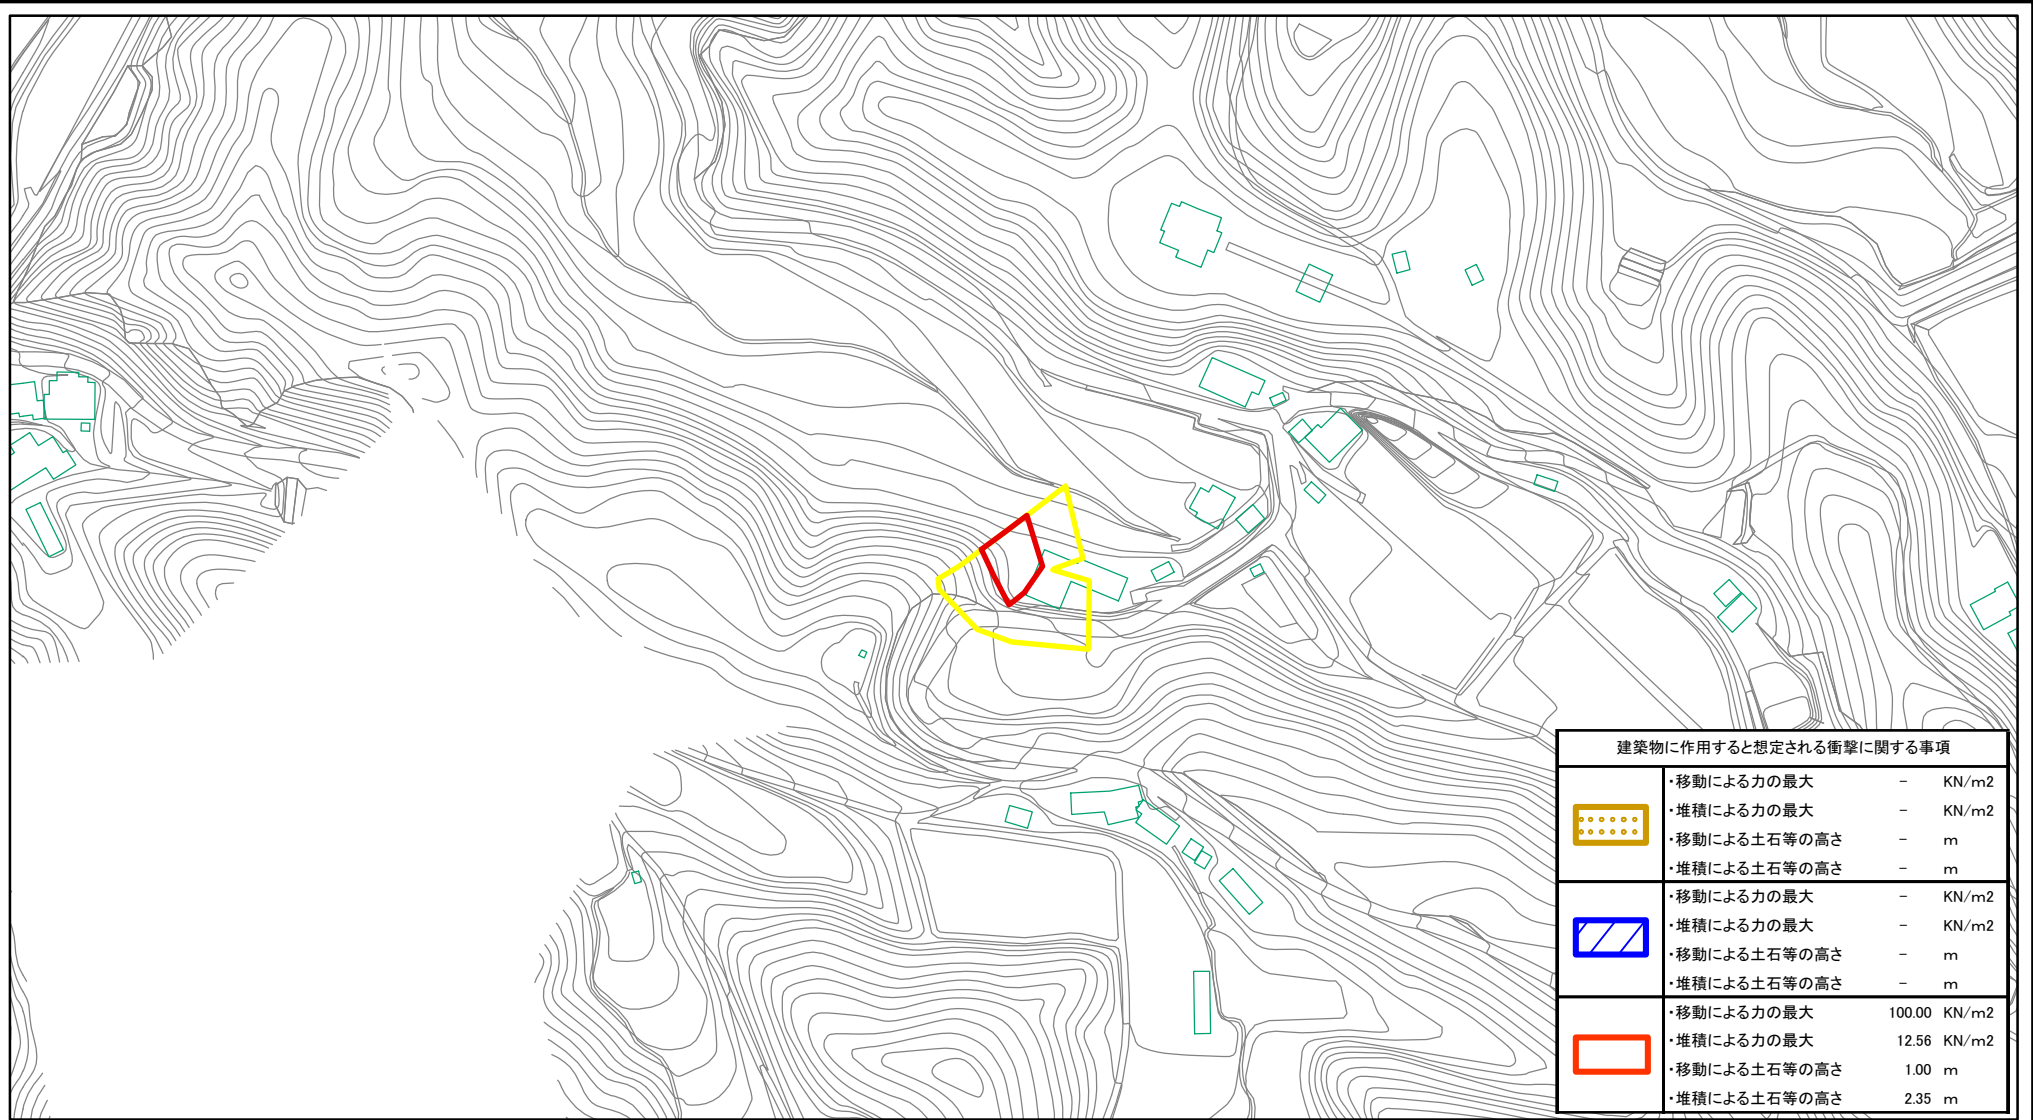 建築物に作用すると想定される衝撃に関する事項
・移動による力の最大 - KN/m2
・堆積による力の最大 - KN/m2
・移動による土石等の高さ - m
・堆積による土石等の高さ - m
・移動による力の最大 - KN/m2
・堆積による力の最大 - KN/m2
・移動による土石等の高さ - m
・堆積による土石等の高さ - m
・移動による力の最大 100.00 KN/m2
・堆積による力の最大 12.56 KN/m2
・移動による土石等の高さ 1.00 m
・堆積による土石等の高さ 2.35 m